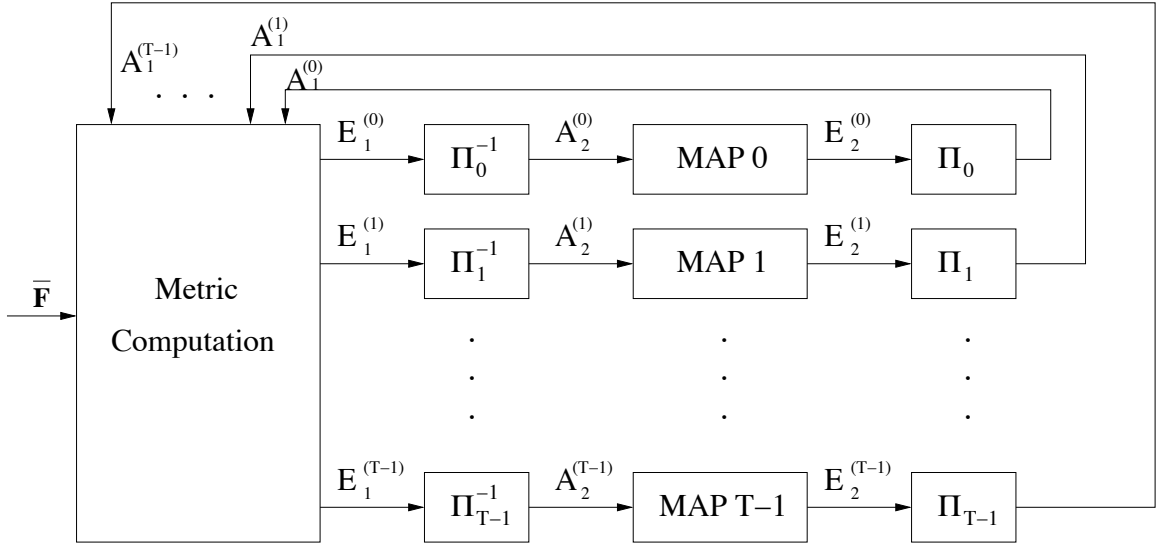 A₁⁽ᵀ⁻¹⁾
. . .
A₁⁽¹⁾
A₁⁽⁰⁾
E₁⁽⁰⁾
Π₀⁻¹
A₂⁽⁰⁾
MAP 0
E₂⁽⁰⁾
Π₀
E₁⁽¹⁾
Π₁⁻¹
A₂⁽¹⁾
MAP 1
E₂⁽¹⁾
Π₁
F̅
Metric
Computation
E₁⁽ᵀ⁻¹⁾
Π_{T−1}⁻¹
A₂⁽ᵀ⁻¹⁾
MAP T−1
E₂⁽ᵀ⁻¹⁾
Π_{T−1}